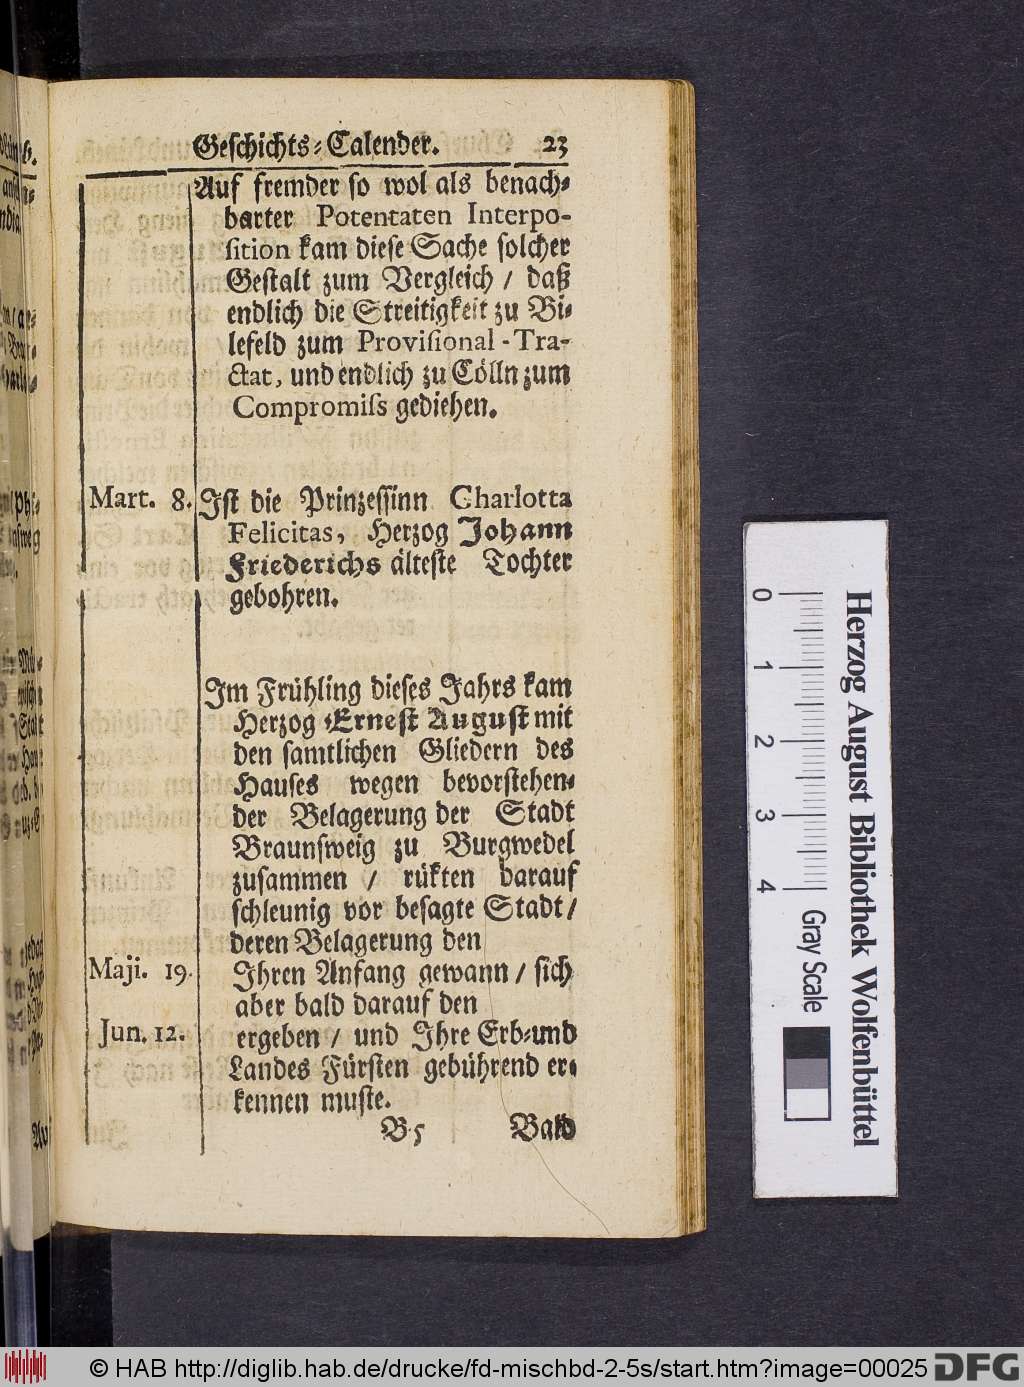 Geschichts-Calender. 23
Auf fremder so wol als benach-
barter Potentaten Interpo-
sition kam diese Sache solcher
Gestalt zum Vergleich / daß
endlich die Streitigkeit zu Bi-
lefeld zum Provisional-Tra-
ctat, und endlich zu Cölln zum
Compromiss gediehen.
Mart. 8. Ist die Prinzessinn Charlotta
Felicitas, Herzog Johann
Friederichs älteste Tochter
gebohren.
Im Frühling dieses Jahrs kam
Herzog Ernest August mit
den samtlichen Gliedern des
Hauses wegen bevorstehen-
der Belagerung der Stadt
Braunsweig zu Burgwedel
zusammen / rükten darauf
schleunig vor besagte Stadt /
deren Belagerung den
Maji. 19. Ihren Anfang gewann / sich
aber bald darauf den
Jun. 12. ergeben / und Ihre Erb- und
Landes Fürsten gebührend er-
kennen muste.
B 5 Bald
0 1 2 3 4 Gray Scale
Herzog August Bibliothek Wolfenbüttel
© HAB http://diglib.hab.de/drucke/fd-mischbd-2-5s/start.htm?image=00025 DFG